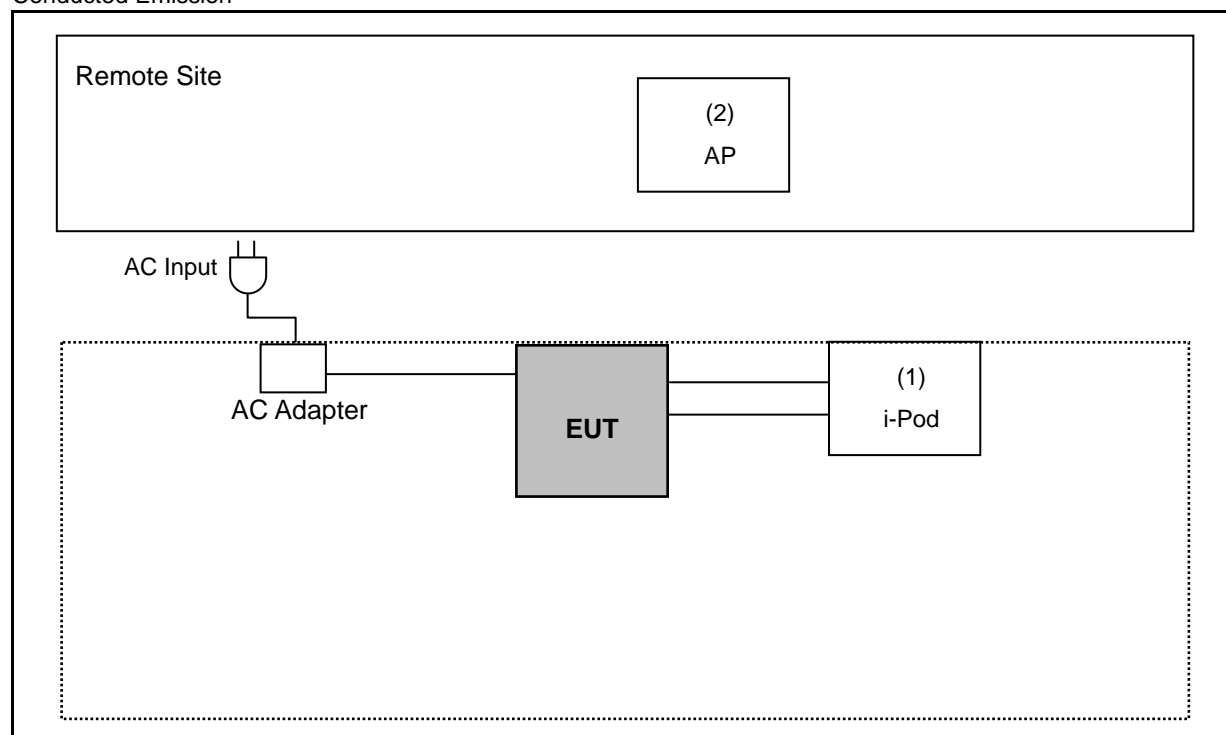 Conducted Emission
Remote Site
(2)
AP
AC Input
AC Adapter
EUT
(1)
i-Pod